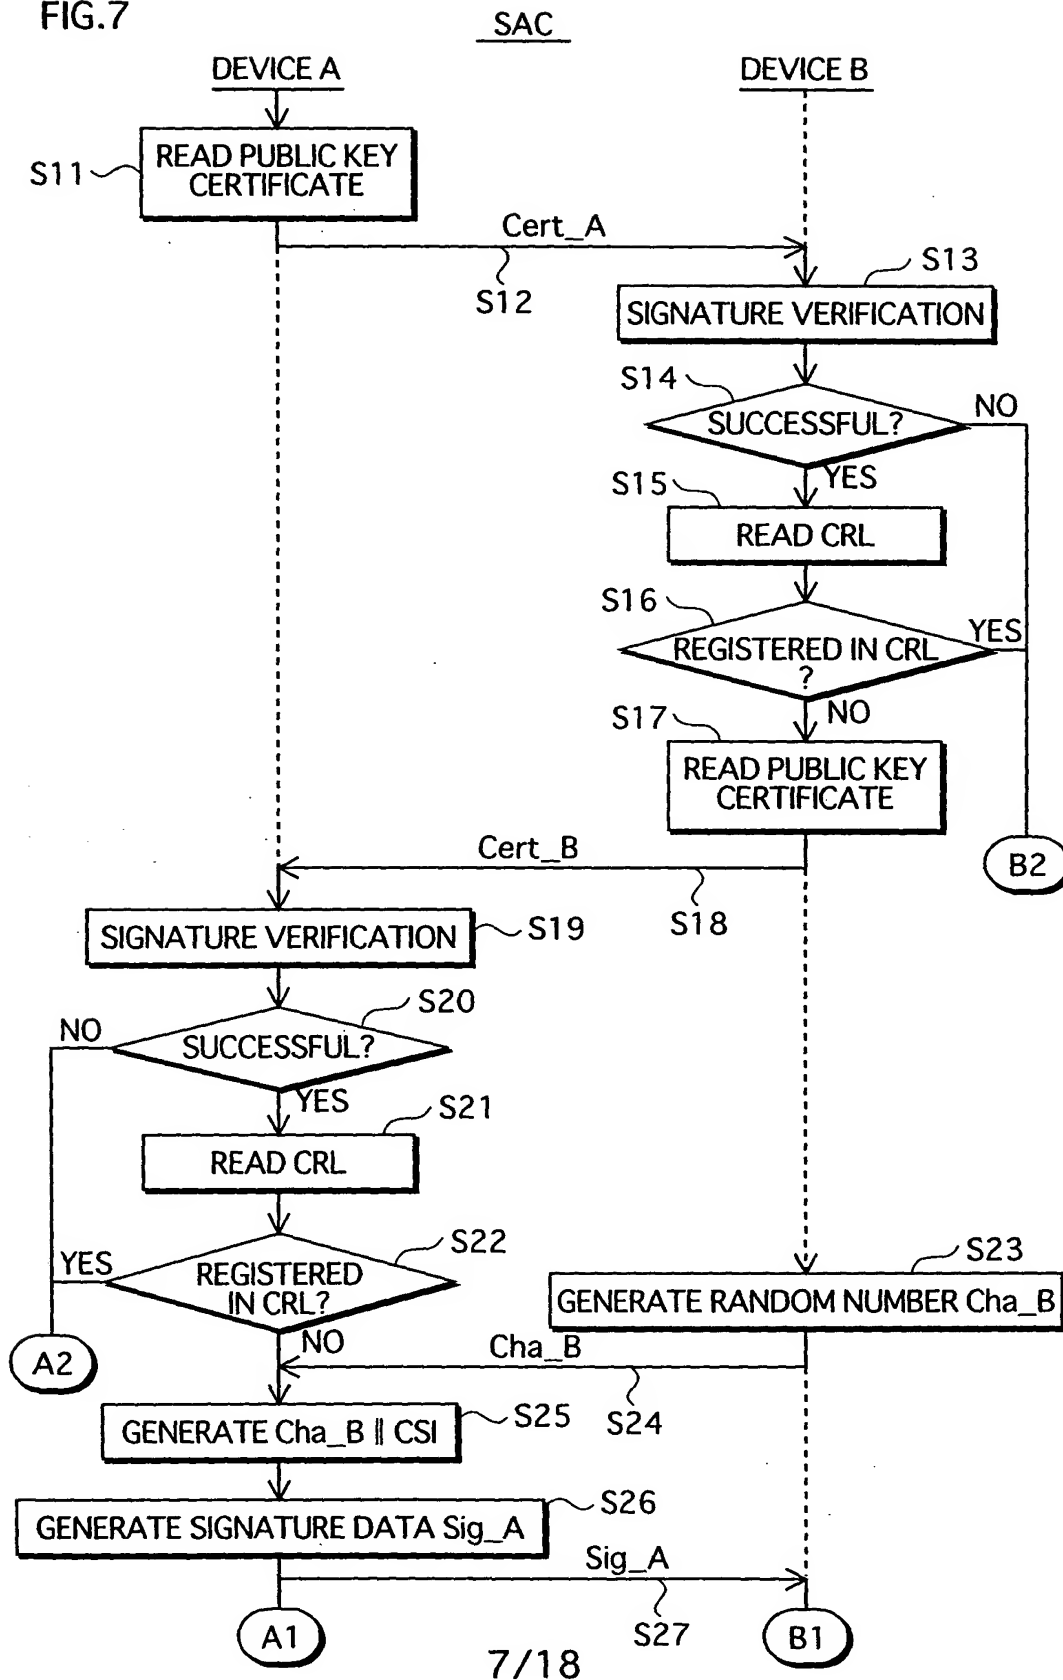 FIG.7
SAC
DEVICE A
DEVICE B
S11
READ PUBLIC KEY
CERTIFICATE
Cert_A
S12
S13
SIGNATURE VERIFICATION
S14
SUCCESSFUL?
NO
YES
S15
READ CRL
S16
REGISTERED IN CRL
?
YES
NO
S17
READ PUBLIC KEY
CERTIFICATE
B2
Cert_B
S18
SIGNATURE VERIFICATION
S19
S20
NO
SUCCESSFUL?
YES
S21
READ CRL
S22
YES
REGISTERED
IN CRL?
NO
A2
S23
GENERATE RANDOM NUMBER Cha_B
Cha_B
S24
GENERATE Cha_B || CSI
S25
S26
GENERATE SIGNATURE DATA Sig_A
Sig_A
S27
A1
B1
7/18